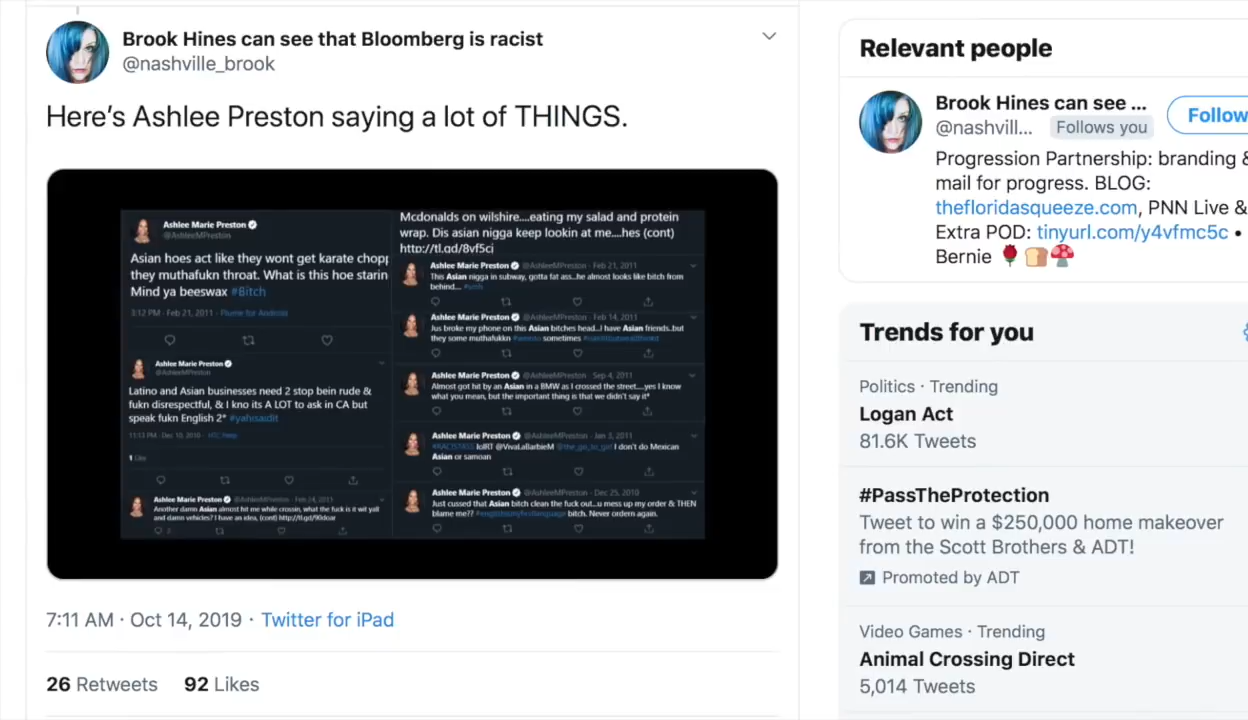 Brook Hines can see that Bloomberg is racist
@nashville_brook
Here's Ashlee Preston saying a lot of THINGS.
Ashlee Marie Preston
@AshleeMPreston
Asian hoes act like they wont get karate chopp
they muthafukn throat. What is this hoe starin
Mind ya beeswax #Bitch
3:12 PM · Feb 21, 2011 · Plume for Android
Ashlee Marie Preston
@AshleeMPreston
Latino and Asian businesses need 2 stop bein rude &
fukn disrespectful, & I kno its A LOT to ask in CA but
speak fukn English 2* #yahisaidit
11:13 PM · Dec 10, 2010 ·
1 Like
Ashlee Marie Preston @AshleeMPreston · Feb 24, 2011
Another damn Asian almost hit me while crossin, what the fuck is it wit yall
and damn vehicles? I have an idea, (cont)
Mcdonalds on wilshire....eating my salad and protein
wrap. Dis asian nigga keep lookin at me....hes (cont)
http://tl.gd/8vf5ci
Ashlee Marie Preston @AshleeMPreston · Feb 21, 2011
This Asian nigga in subway, gotta fat ass..he almost looks like bitch from
behind...
Ashlee Marie Preston @AshleeMPreston · Feb 14, 2011
Jus broke my phone on this Asian bitches head..I have Asian friends..but
they some muthafukkn sometimes
Ashlee Marie Preston @AshleeMPreston · Sep 4, 2011
Almost got hit by an Asian in a BMW as I crossed the street....yes I know
what you mean, but the important thing is that we didn't say it*
Ashlee Marie Preston @AshleeMPreston · Jan 3, 2011
lolRT @VivaLallarbieM I don't do Mexican
Asian or samoan
Ashlee Marie Preston @AshleeMPreston · Dec 25, 2010
Just cussed that Asian bitch clean the fuck out..u mess up my order & THEN
blame me?? bitch. Never ordern again.
7:11 AM · Oct 14, 2019 · Twitter for iPad
26 Retweets 92 Likes
Relevant people
Brook Hines can see ...
@nashvill... Follows you
Follow
Progression Partnership: branding &
mail for progress. BLOG:
thefloridasqueeze.com, PNN Live &
Extra POD: tinyurl.com/y4vfmc5c •
Bernie
Trends for you
Politics · Trending
Logan Act
81.6K Tweets
#PassTheProtection
Tweet to win a $250,000 home makeover
from the Scott Brothers & ADT!
Promoted by ADT
Video Games · Trending
Animal Crossing Direct
5,014 Tweets